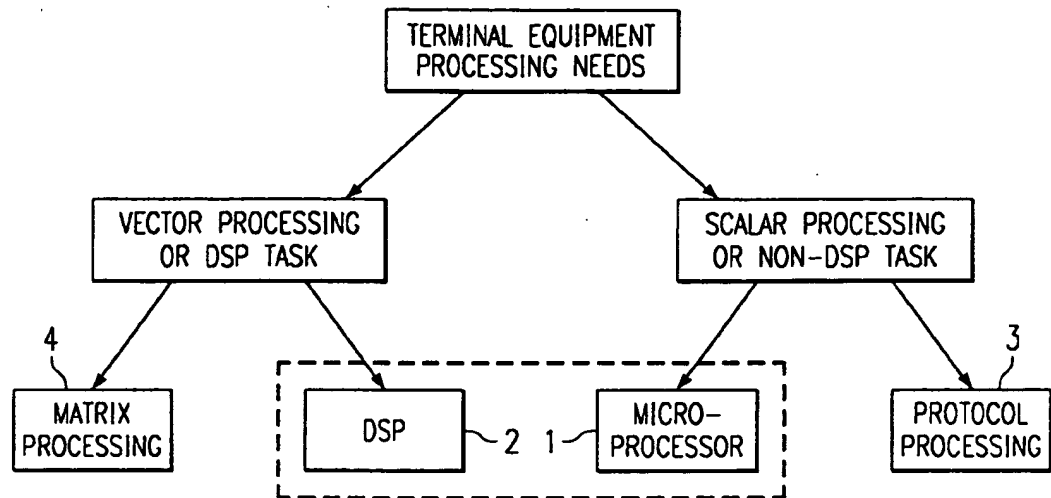 TERMINAL EQUIPMENT
PROCESSING NEEDS
VECTOR PROCESSING
OR DSP TASK
SCALAR PROCESSING
OR NON-DSP TASK
4
3
MATRIX
PROCESSING
DSP
2
1
MICRO-
PROCESSOR
PROTOCOL
PROCESSING